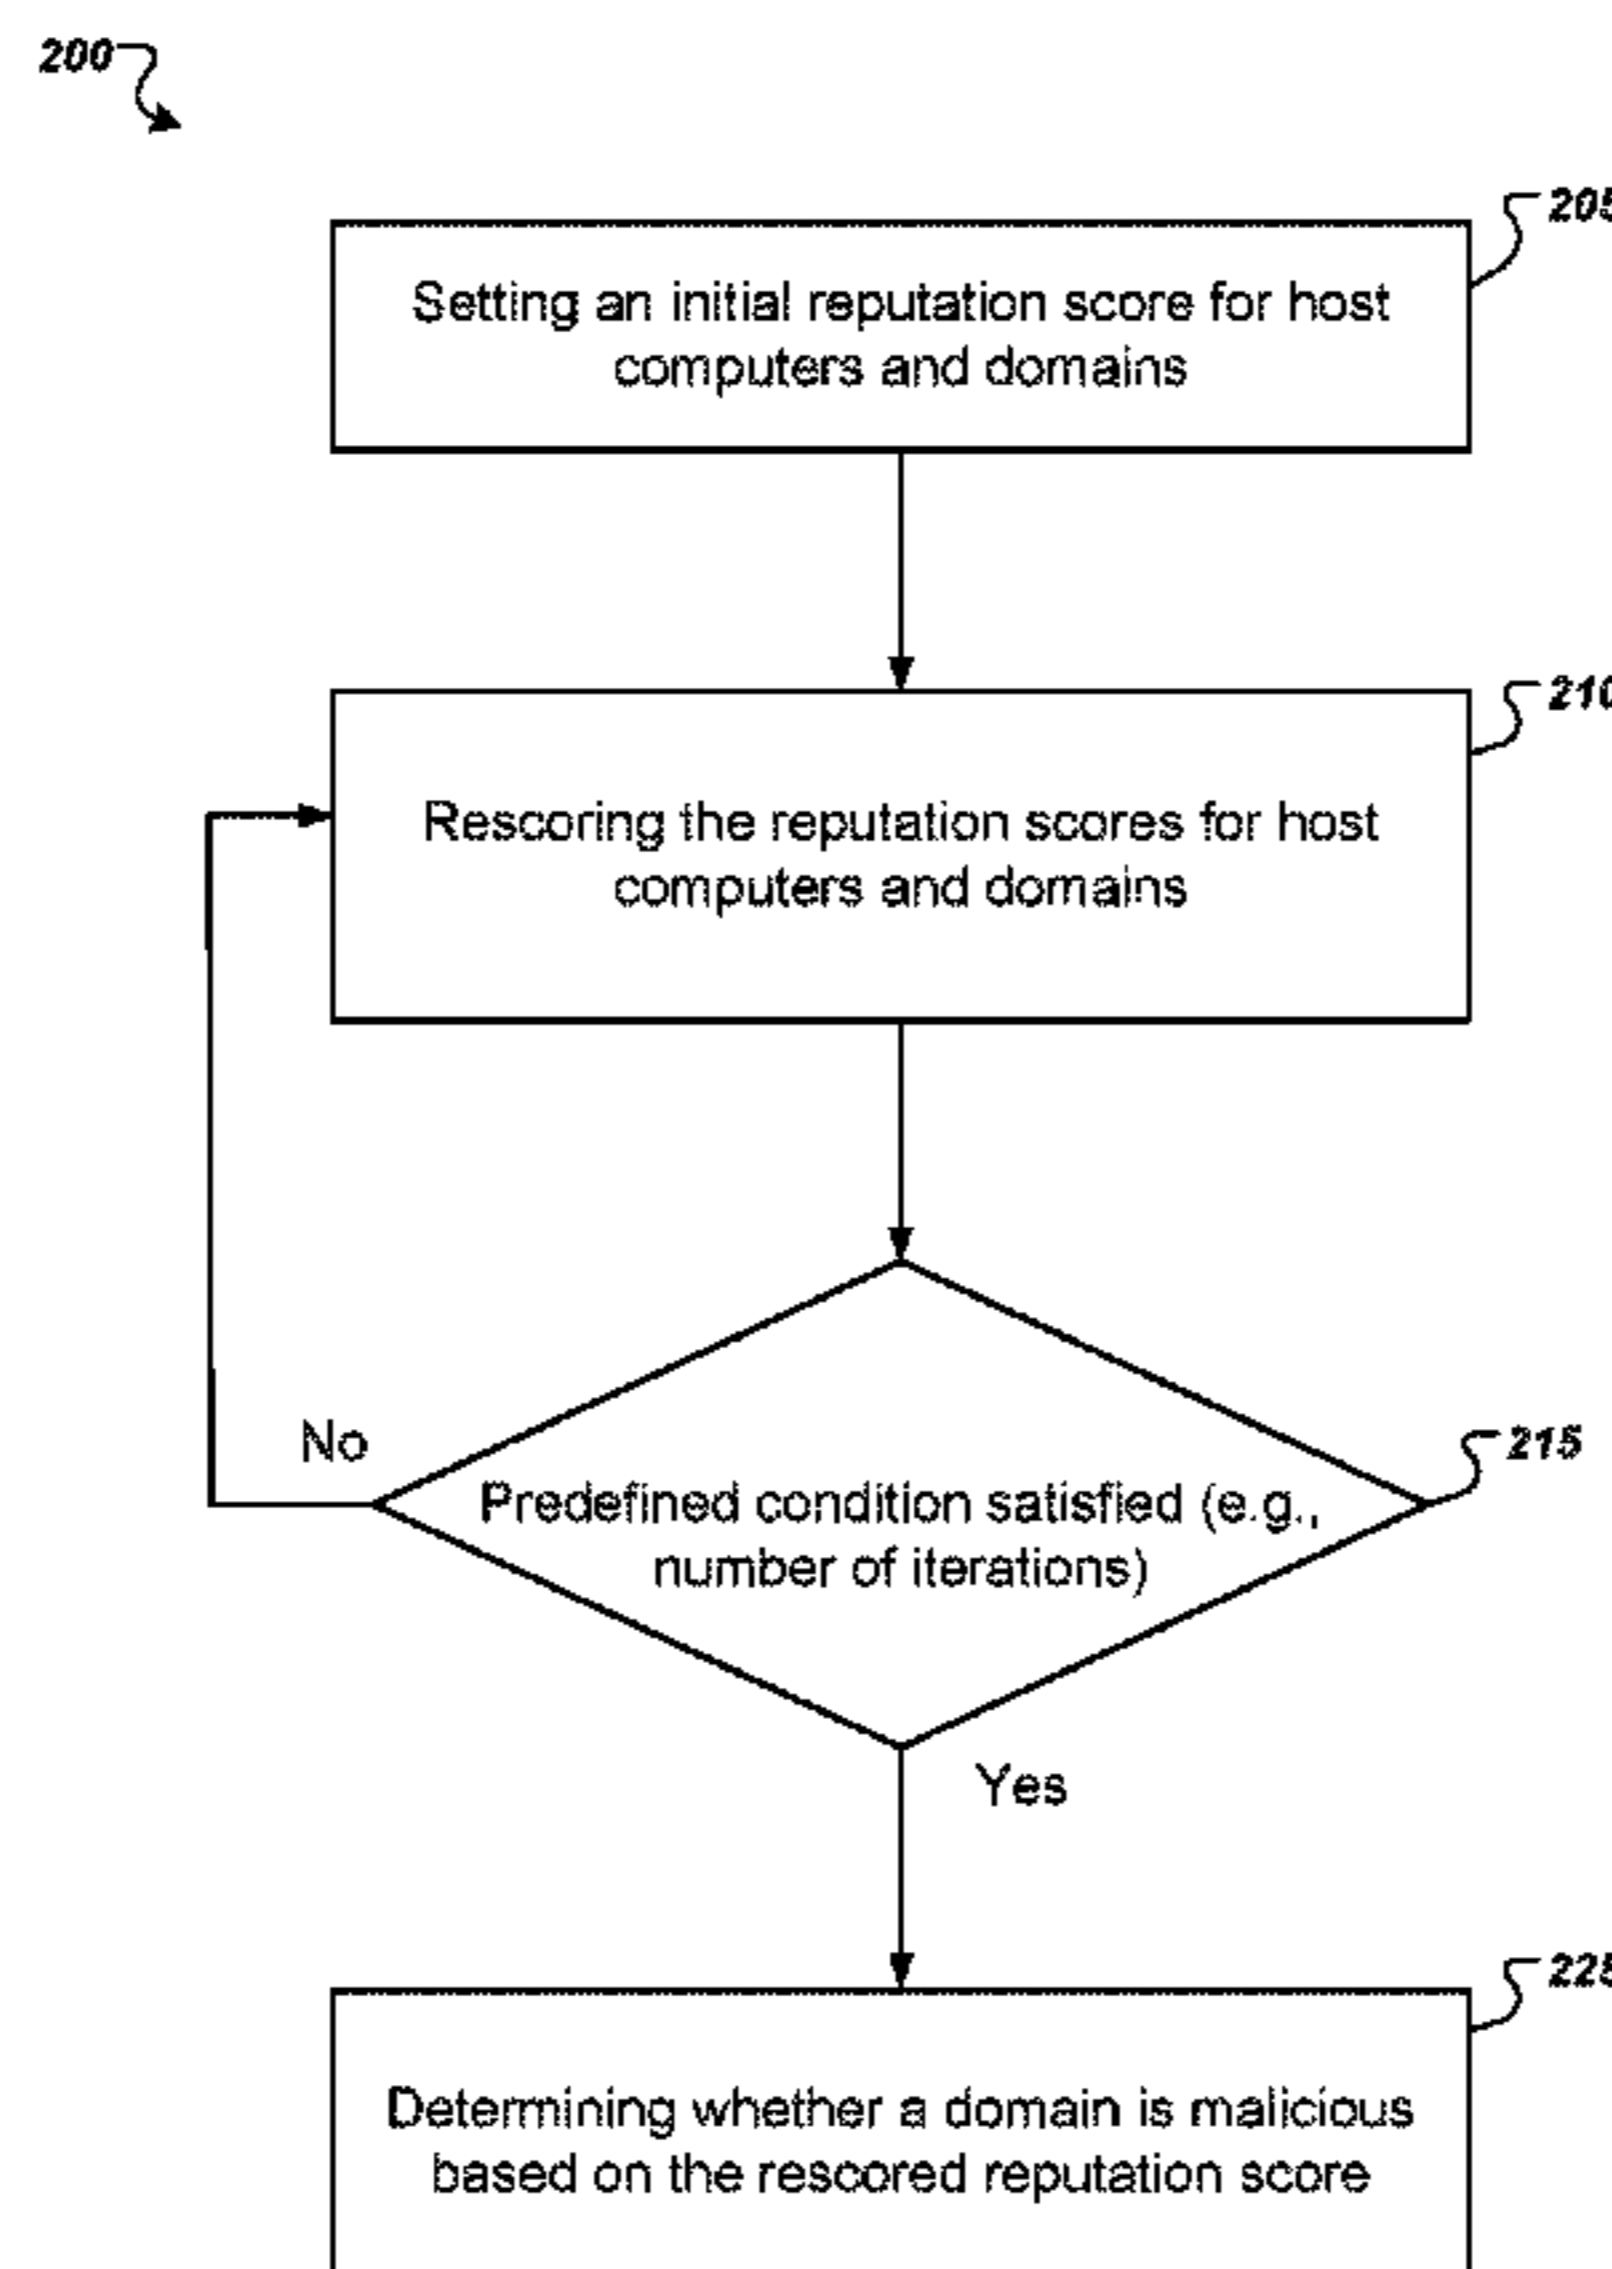 200
205
Setting an initial reputation score for host
computers and domains
210
Rescoring the reputation scores for host
computers and domains
No
215
Predefined condition satisfied (e.g.,
number of iterations)
Yes
225
Determining whether a domain is malicious
based on the rescored reputation score